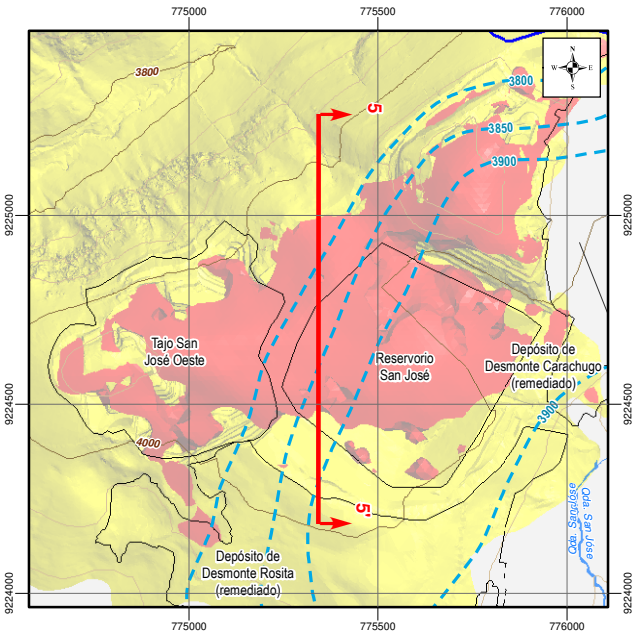 775000
775500
776000
N
W
E
S
3800
3800
5
3850
3900
9225000
9225000
Tajo San
José Oeste
Reservorio
San José
Depósito de
Desmonte Carachugo
(remediado)
9224500
9224500
3900
4000
5'
Qda. San Jóse
Qda. San Jóse
Depósito de
Desmonte Rosita
(remediado)
9224000
9224000
775000
775500
776000